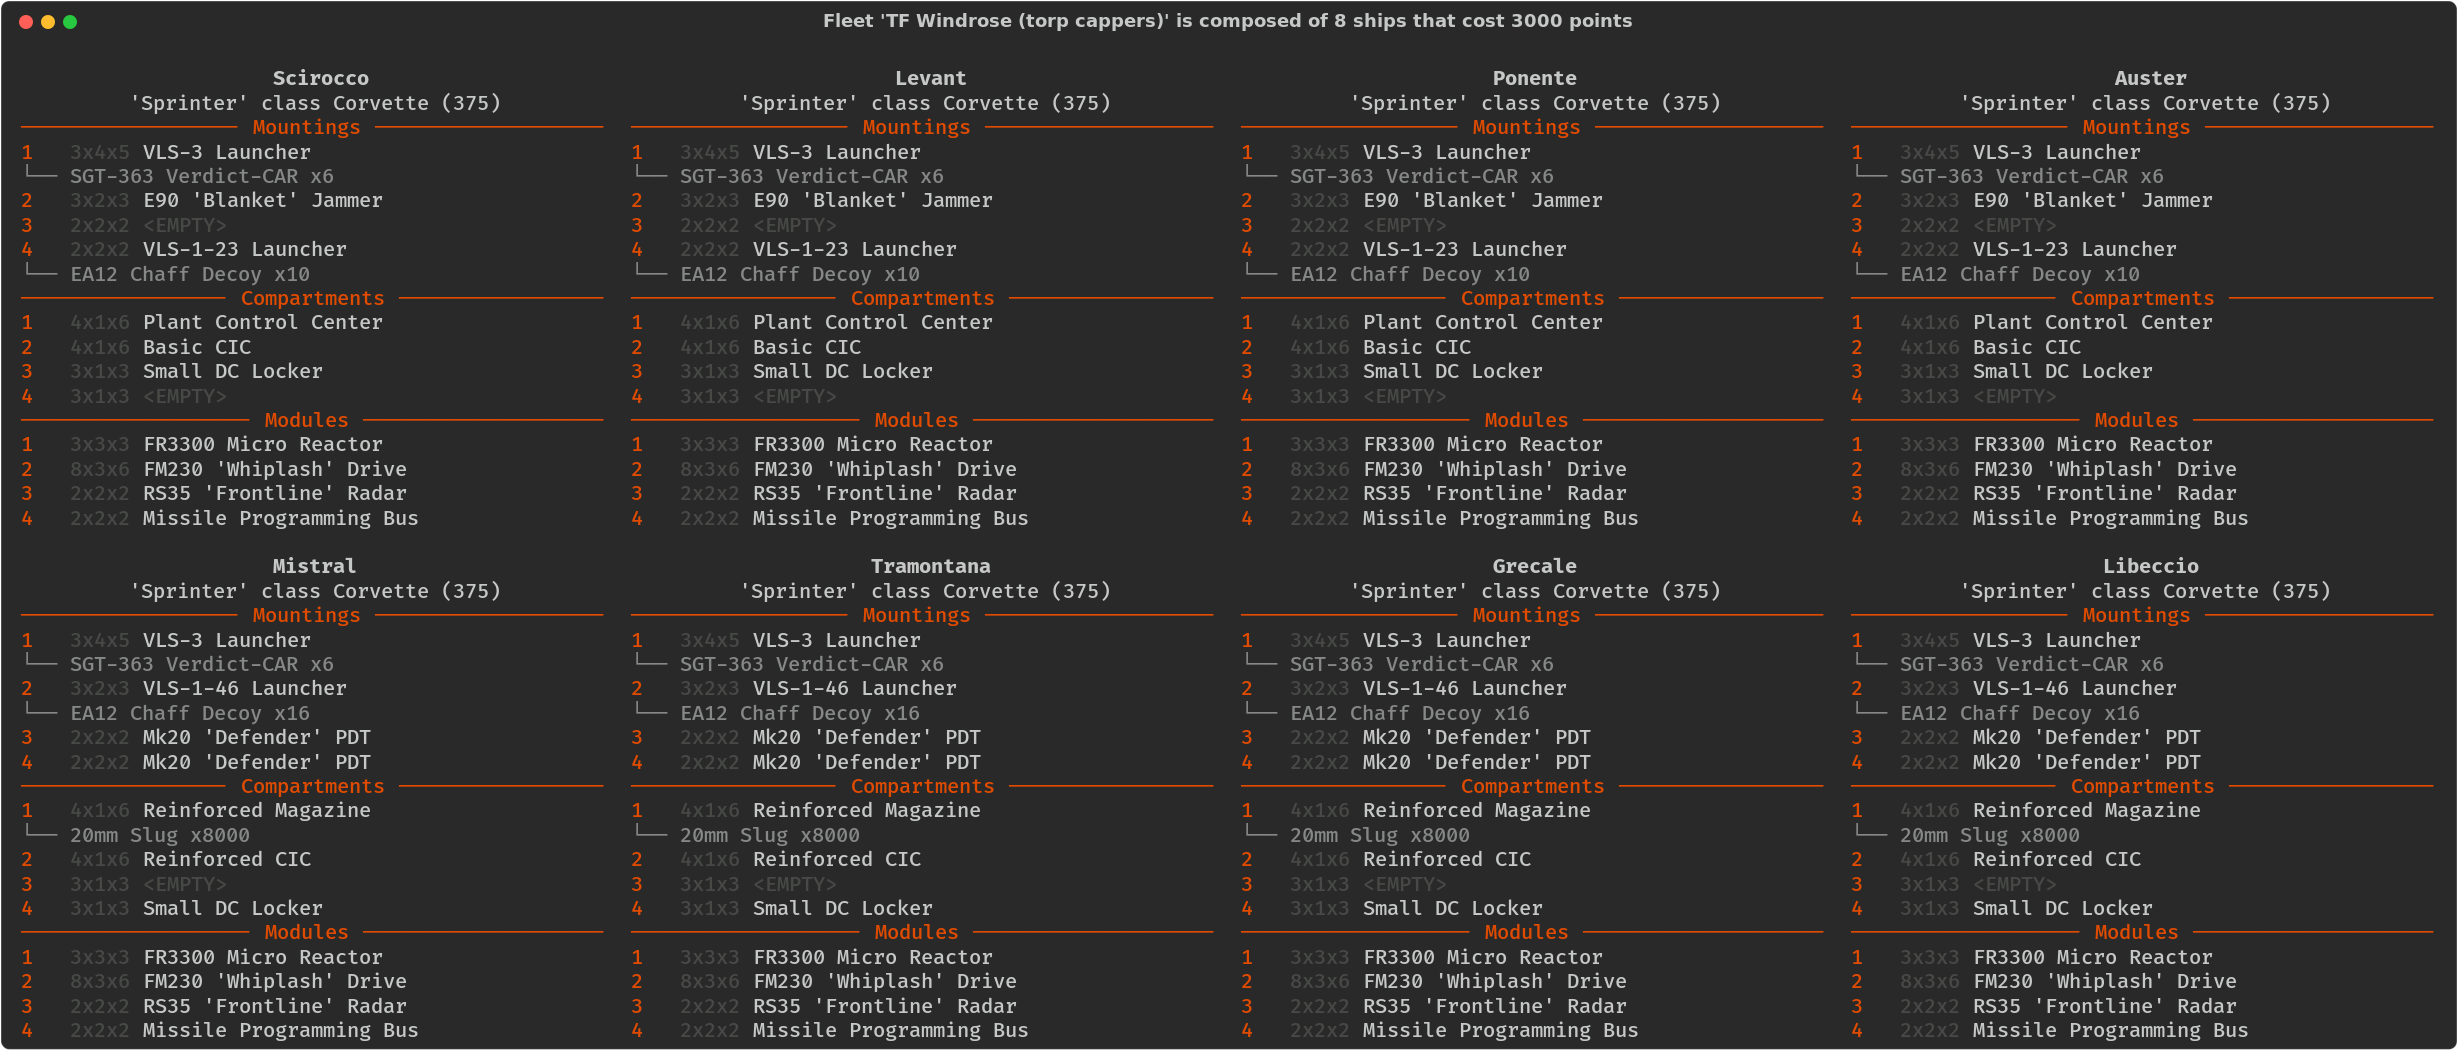 Fleet 'TF Windrose (torp cappers)' is composed of 8 ships that cost 3000 points
Scirocco
'Sprinter' class Corvette (375)
Mountings
1 3x4x5 VLS-3 Launcher
└── SGT-363 Verdict-CAR x6
2 3x2x3 E90 'Blanket' Jammer
3 2x2x2 <EMPTY>
4 2x2x2 VLS-1-23 Launcher
└── EA12 Chaff Decoy x10
Compartments
1 4x1x6 Plant Control Center
2 4x1x6 Basic CIC
3 3x1x3 Small DC Locker
4 3x1x3 <EMPTY>
Modules
1 3x3x3 FR3300 Micro Reactor
2 8x3x6 FM230 'Whiplash' Drive
3 2x2x2 RS35 'Frontline' Radar
4 2x2x2 Missile Programming Bus
Levant
'Sprinter' class Corvette (375)
Mountings
1 3x4x5 VLS-3 Launcher
└── SGT-363 Verdict-CAR x6
2 3x2x3 E90 'Blanket' Jammer
3 2x2x2 <EMPTY>
4 2x2x2 VLS-1-23 Launcher
└── EA12 Chaff Decoy x10
Compartments
1 4x1x6 Plant Control Center
2 4x1x6 Basic CIC
3 3x1x3 Small DC Locker
4 3x1x3 <EMPTY>
Modules
1 3x3x3 FR3300 Micro Reactor
2 8x3x6 FM230 'Whiplash' Drive
3 2x2x2 RS35 'Frontline' Radar
4 2x2x2 Missile Programming Bus
Ponente
'Sprinter' class Corvette (375)
Mountings
1 3x4x5 VLS-3 Launcher
└── SGT-363 Verdict-CAR x6
2 3x2x3 E90 'Blanket' Jammer
3 2x2x2 <EMPTY>
4 2x2x2 VLS-1-23 Launcher
└── EA12 Chaff Decoy x10
Compartments
1 4x1x6 Plant Control Center
2 4x1x6 Basic CIC
3 3x1x3 Small DC Locker
4 3x1x3 <EMPTY>
Modules
1 3x3x3 FR3300 Micro Reactor
2 8x3x6 FM230 'Whiplash' Drive
3 2x2x2 RS35 'Frontline' Radar
4 2x2x2 Missile Programming Bus
Auster
'Sprinter' class Corvette (375)
Mountings
1 3x4x5 VLS-3 Launcher
└── SGT-363 Verdict-CAR x6
2 3x2x3 E90 'Blanket' Jammer
3 2x2x2 <EMPTY>
4 2x2x2 VLS-1-23 Launcher
└── EA12 Chaff Decoy x10
Compartments
1 4x1x6 Plant Control Center
2 4x1x6 Basic CIC
3 3x1x3 Small DC Locker
4 3x1x3 <EMPTY>
Modules
1 3x3x3 FR3300 Micro Reactor
2 8x3x6 FM230 'Whiplash' Drive
3 2x2x2 RS35 'Frontline' Radar
4 2x2x2 Missile Programming Bus
Mistral
'Sprinter' class Corvette (375)
Mountings
1 3x4x5 VLS-3 Launcher
└── SGT-363 Verdict-CAR x6
2 3x2x3 VLS-1-46 Launcher
└── EA12 Chaff Decoy x16
3 2x2x2 Mk20 'Defender' PDT
4 2x2x2 Mk20 'Defender' PDT
Compartments
1 4x1x6 Reinforced Magazine
└── 20mm Slug x8000
2 4x1x6 Reinforced CIC
3 3x1x3 <EMPTY>
4 3x1x3 Small DC Locker
Modules
1 3x3x3 FR3300 Micro Reactor
2 8x3x6 FM230 'Whiplash' Drive
3 2x2x2 RS35 'Frontline' Radar
4 2x2x2 Missile Programming Bus
Tramontana
'Sprinter' class Corvette (375)
Mountings
1 3x4x5 VLS-3 Launcher
└── SGT-363 Verdict-CAR x6
2 3x2x3 VLS-1-46 Launcher
└── EA12 Chaff Decoy x16
3 2x2x2 Mk20 'Defender' PDT
4 2x2x2 Mk20 'Defender' PDT
Compartments
1 4x1x6 Reinforced Magazine
└── 20mm Slug x8000
2 4x1x6 Reinforced CIC
3 3x1x3 <EMPTY>
4 3x1x3 Small DC Locker
Modules
1 3x3x3 FR3300 Micro Reactor
2 8x3x6 FM230 'Whiplash' Drive
3 2x2x2 RS35 'Frontline' Radar
4 2x2x2 Missile Programming Bus
Grecale
'Sprinter' class Corvette (375)
Mountings
1 3x4x5 VLS-3 Launcher
└── SGT-363 Verdict-CAR x6
2 3x2x3 VLS-1-46 Launcher
└── EA12 Chaff Decoy x16
3 2x2x2 Mk20 'Defender' PDT
4 2x2x2 Mk20 'Defender' PDT
Compartments
1 4x1x6 Reinforced Magazine
└── 20mm Slug x8000
2 4x1x6 Reinforced CIC
3 3x1x3 <EMPTY>
4 3x1x3 Small DC Locker
Modules
1 3x3x3 FR3300 Micro Reactor
2 8x3x6 FM230 'Whiplash' Drive
3 2x2x2 RS35 'Frontline' Radar
4 2x2x2 Missile Programming Bus
Libeccio
'Sprinter' class Corvette (375)
Mountings
1 3x4x5 VLS-3 Launcher
└── SGT-363 Verdict-CAR x6
2 3x2x3 VLS-1-46 Launcher
└── EA12 Chaff Decoy x16
3 2x2x2 Mk20 'Defender' PDT
4 2x2x2 Mk20 'Defender' PDT
Compartments
1 4x1x6 Reinforced Magazine
└── 20mm Slug x8000
2 4x1x6 Reinforced CIC
3 3x1x3 <EMPTY>
4 3x1x3 Small DC Locker
Modules
1 3x3x3 FR3300 Micro Reactor
2 8x3x6 FM230 'Whiplash' Drive
3 2x2x2 RS35 'Frontline' Radar
4 2x2x2 Missile Programming Bus